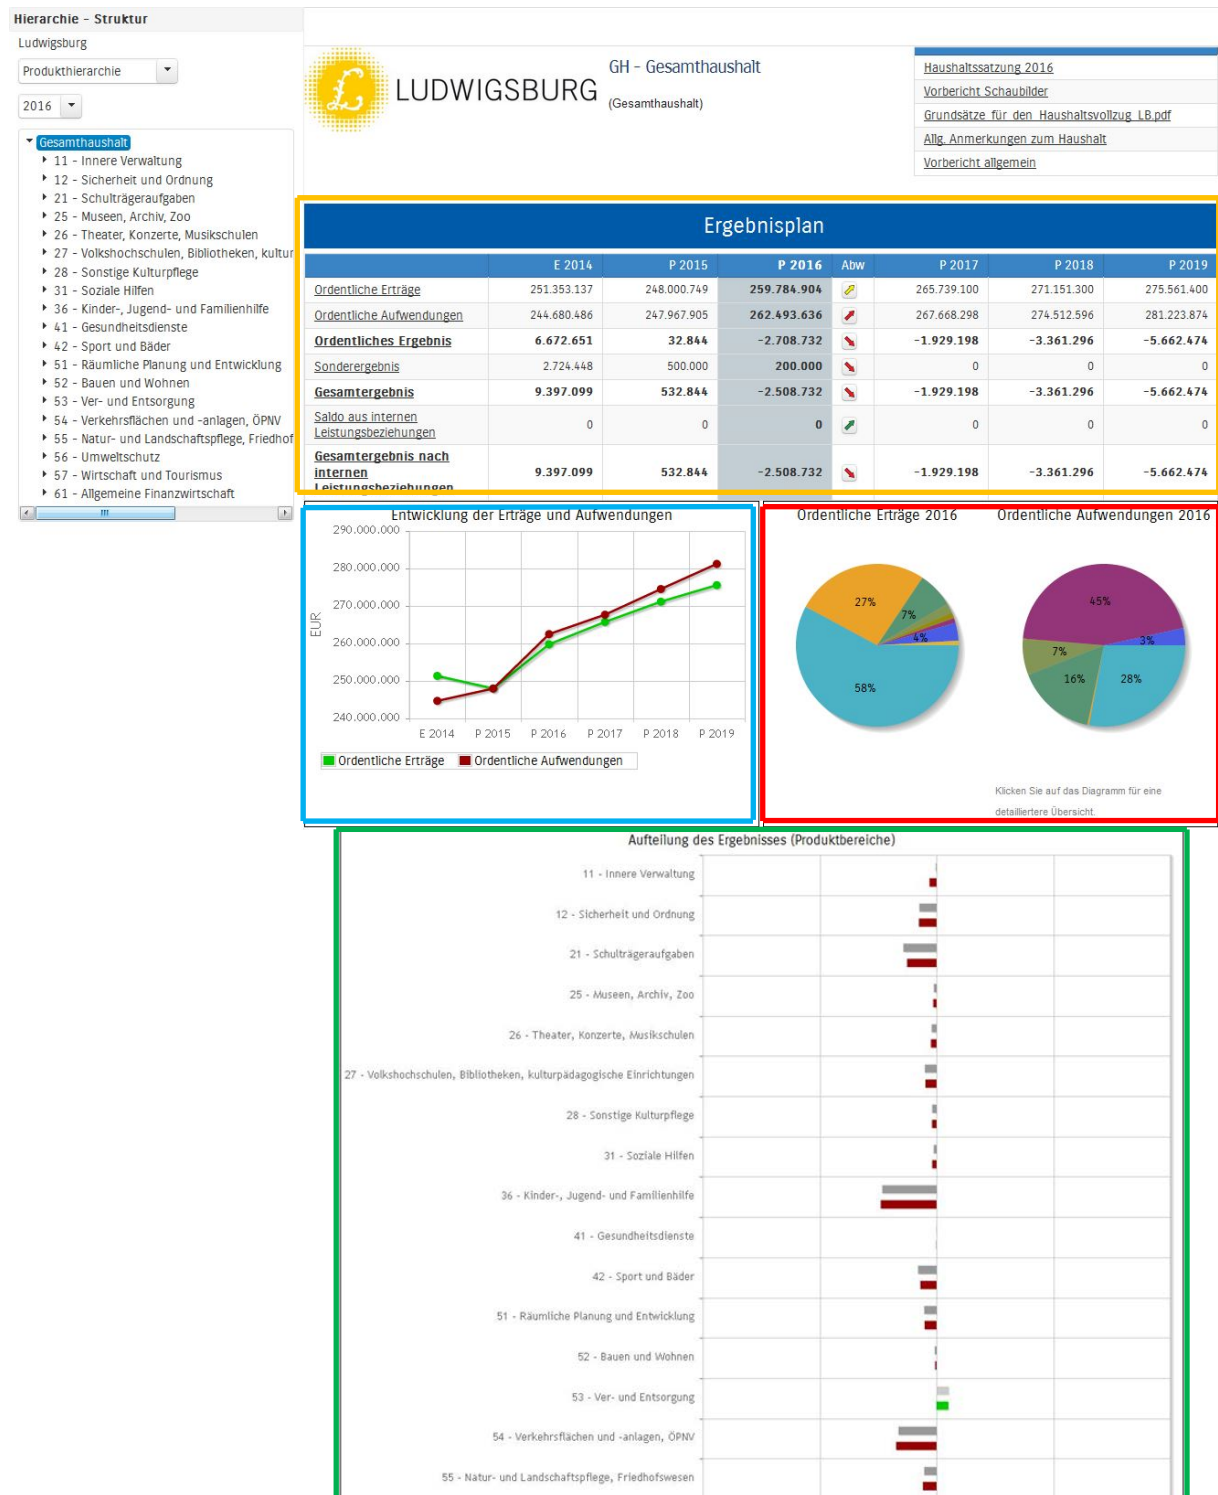 Hierarchie - Struktur
Ludwigsburg
Produkthierarchie
2016
Gesamthaushalt
11 - Innere Verwaltung
12 - Sicherheit und Ordnung
21 - Schulträgeraufgaben
25 - Museen, Archiv, Zoo
26 - Theater, Konzerte, Musikschulen
27 - Volkshochschulen, Bibliotheken, kultur
28 - Sonstige Kulturpflege
31 - Soziale Hilfen
36 - Kinder-, Jugend- und Familienhilfe
41 - Gesundheitsdienste
42 - Sport und Bäder
51 - Räumliche Planung und Entwicklung
52 - Bauen und Wohnen
53 - Ver- und Entsorgung
54 - Verkehrsflächen und -anlagen, ÖPNV
55 - Natur- und Landschaftspflege, Friedhof
56 - Umweltschutz
57 - Wirtschaft und Tourismus
61 - Allgemeine Finanzwirtschaft
LUDWIGSBURG
GH - Gesamthaushalt
(Gesamthaushalt)
Haushaltssatzung 2016
Vorbericht Schaubilder
Grundsätze für den Haushaltsvollzug LB.pdf
Allg. Anmerkungen zum Haushalt
Vorbericht allgemein
Ergebnisplan
E 2014 P 2015 P 2016 Abw P 2017 P 2018 P 2019
Ordentliche Erträge 251.353.137 248.000.749 259.784.904 265.739.100 271.151.300 275.561.400
Ordentliche Aufwendungen 244.680.486 247.967.905 262.493.636 267.668.298 274.512.596 281.223.874
Ordentliches Ergebnis 6.672.651 32.844 -2.708.732 -1.929.198 -3.361.296 -5.662.474
Sonderergebnis 2.724.448 500.000 200.000 0 0 0
Gesamtergebnis 9.397.099 532.844 -2.508.732 -1.929.198 -3.361.296 -5.662.474
Saldo aus internen
Leistungsbeziehungen 0 0 0 0 0 0
Gesamtergebnis nach
internen
Leistungsbeziehungen 9.397.099 532.844 -2.508.732 -1.929.198 -3.361.296 -5.662.474
Entwicklung der Erträge und Aufwendungen
290.000.000
280.000.000
270.000.000
260.000.000
250.000.000
240.000.000
EUR
E 2014 P 2015 P 2016 P 2017 P 2018 P 2019
Ordentliche Erträge Ordentliche Aufwendungen
Ordentliche Erträge 2016
27%
7%
4%
58%
Ordentliche Aufwendungen 2016
45%
3%
7%
16%
28%
Klicken Sie auf das Diagramm für eine
detailliertere Übersicht.
Aufteilung des Ergebnisses (Produktbereiche)
11 - Innere Verwaltung
12 - Sicherheit und Ordnung
21 - Schulträgeraufgaben
25 - Museen, Archiv, Zoo
26 - Theater, Konzerte, Musikschulen
27 - Volkshochschulen, Bibliotheken, kulturpädagogische Einrichtungen
28 - Sonstige Kulturpflege
31 - Soziale Hilfen
36 - Kinder-, Jugend- und Familienhilfe
41 - Gesundheitsdienste
42 - Sport und Bäder
51 - Räumliche Planung und Entwicklung
52 - Bauen und Wohnen
53 - Ver- und Entsorgung
54 - Verkehrsflächen und -anlagen, ÖPNV
55 - Natur- und Landschaftspflege, Friedhofswesen